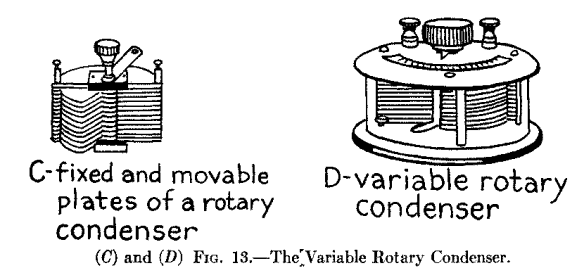 C-fixed and movable
plates of a rotary
condenser
D-variable rotary
condenser
(C) and (D) FIG. 13.—The Variable Rotary Condenser.